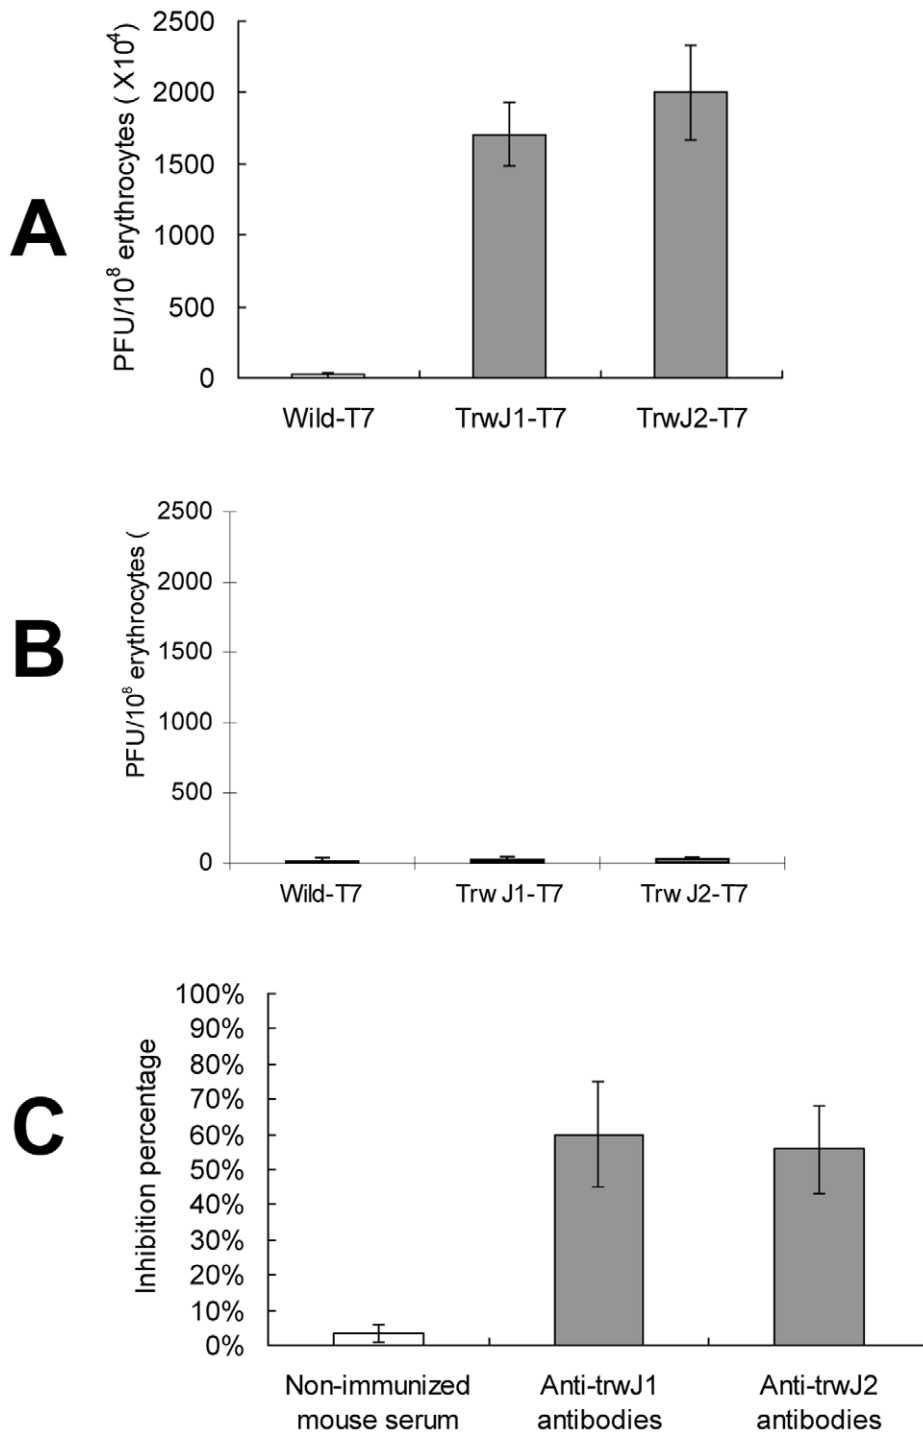 A
PFU/10⁸ erythrocytes ( X10⁴)
2500
2000
1500
1000
500
0
Wild-T7 TrwJ1-T7 TrwJ2-T7
B
PFU/10⁸ erythrocytes (
2500
2000
1500
1000
500
0
Wild-T7 Trw J1-T7 Trw J2-T7
C
Inhibition percentage
100%
90%
80%
70%
60%
50%
40%
30%
20%
10%
0%
Non-immunized Anti-trwJ1 Anti-trwJ2
mouse serum antibodies antibodies